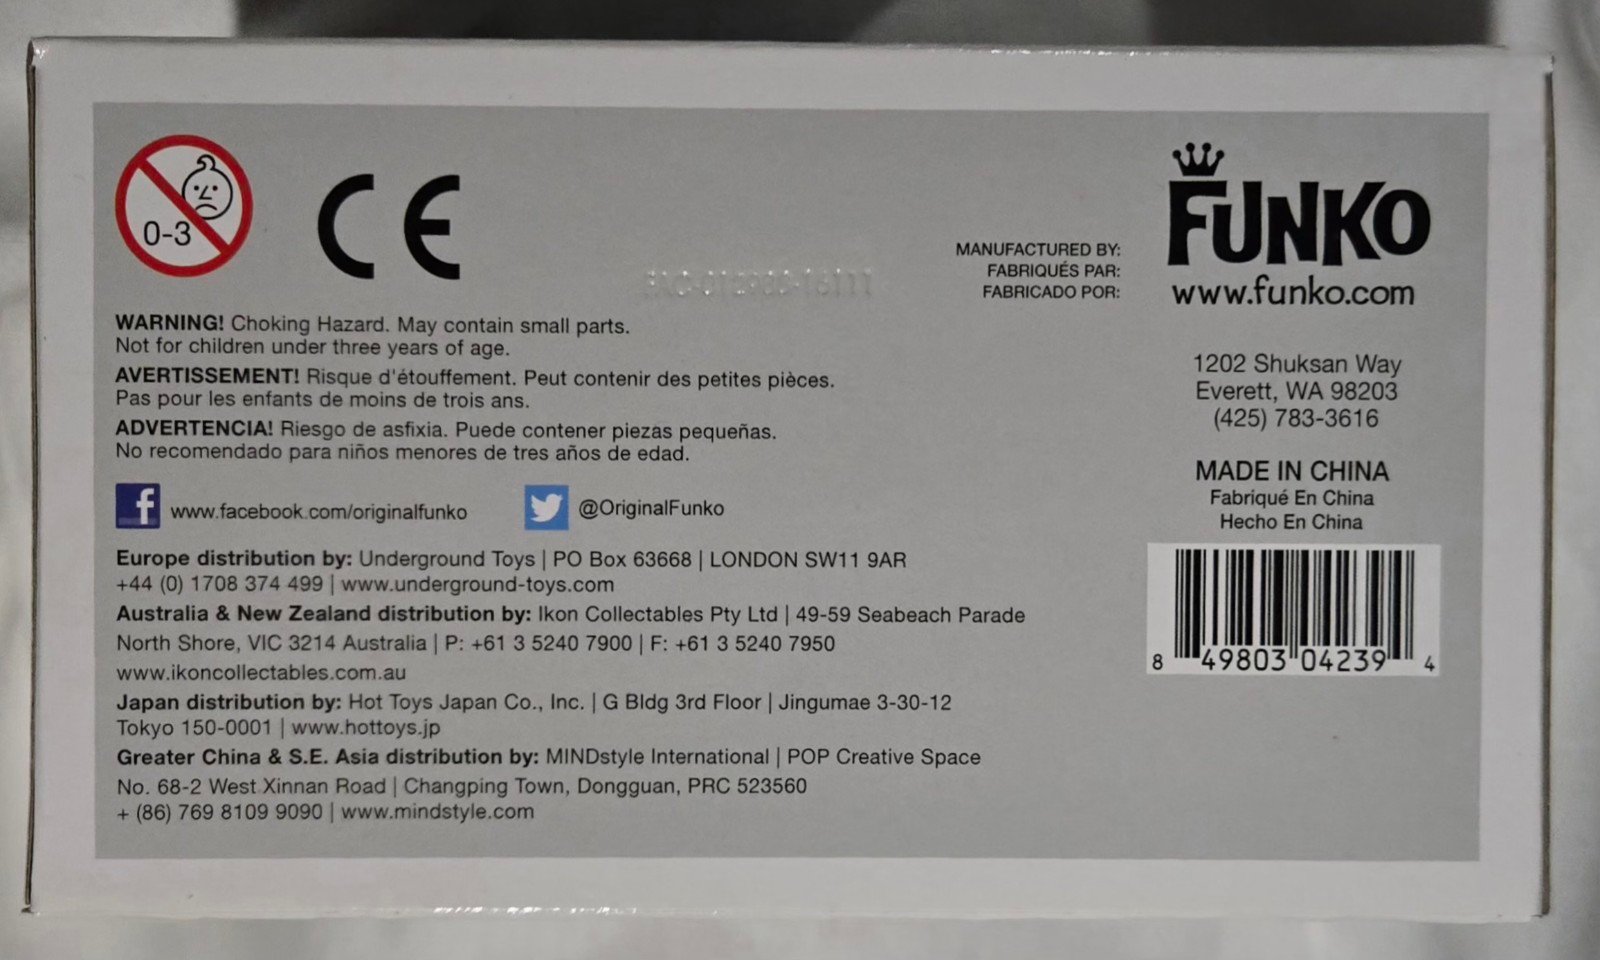 0-3
CE
MANUFACTURED BY:
FABRIQUÉS PAR:
FABRICADO POR:
FUNKO
www.funko.com
WARNING! Choking Hazard. May contain small parts.
Not for children under three years of age.
AVERTISSEMENT! Risque d'étouffement. Peut contenir des petites pièces.
Pas pour les enfants de moins de trois ans.
ADVERTENCIA! Riesgo de asfixia. Puede contener piezas pequeñas.
No recomendado para niños menores de tres años de edad.
www.facebook.com/originalfunko
@OriginalFunko
Europe distribution by: Underground Toys | PO Box 63668 | LONDON SW11 9AR
+44 (0) 1708 374 499 | www.underground-toys.com
Australia & New Zealand distribution by: Ikon Collectables Pty Ltd | 49-59 Seabeach Parade
North Shore, VIC 3214 Australia | P: +61 3 5240 7900 | F: +61 3 5240 7950
www.ikoncollectables.com.au
Japan distribution by: Hot Toys Japan Co., Inc. | G Bldg 3rd Floor | Jingumae 3-30-12
Tokyo 150-0001 | www.hottoys.jp
Greater China & S.E. Asia distribution by: MINDstyle International | POP Creative Space
No. 68-2 West Xinnan Road | Changping Town, Dongguan, PRC 523560
+ (86) 769 8109 9090 | www.mindstyle.com
1202 Shuksan Way
Everett, WA 98203
(425) 783-3616
MADE IN CHINA
Fabriqué En China
Hecho En China
8 49803 04239 4